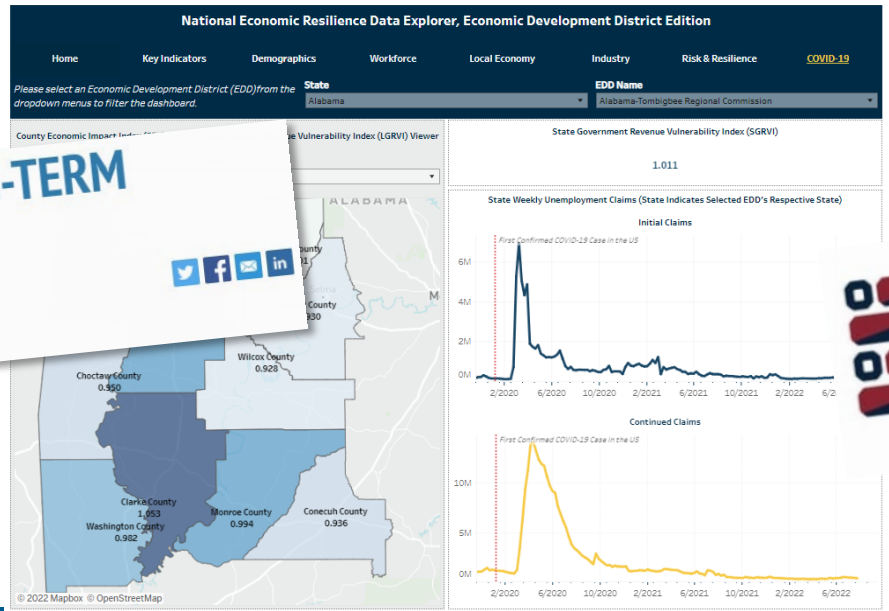 National Economic Resilience Data Explorer, Economic Development District Edition
Home Key Indicators Demographics Workforce Local Economy Industry Risk & Resilience COVID-19
Please select an Economic Development District (EDD)from the
dropdown menus to filter the dashboard.
State
Alabama
EDD Name
Alabama-Tombigbee Regional Commission
County Economic Impact Index
Vulnerability Index (LGRVI) Viewer
-TERM
ALABAMA
County
930
Wilcox County
0.928
Choctaw County
0.950
Clarke County
1.053
Washington County
0.982
Monroe County
0.994
Conecuh County
0.936
© 2022 Mapbox © OpenStreetMap
State Government Revenue Vulnerability Index (SGRVI)
1.011
State Weekly Unemployment Claims (State Indicates Selected EDD's Respective State)
Initial Claims
First Confirmed COVID-19 Case in the US
6M
4M
2M
0M
2/2020 6/2020 10/2020 2/2021 6/2021 10/2021 2/2022
Continued Claims
First Confirmed COVID-19 Case in the US
10M
5M
0M
2/2020 6/2020 10/2020 2/2021 6/2021 10/2021 2/2022 6/2022